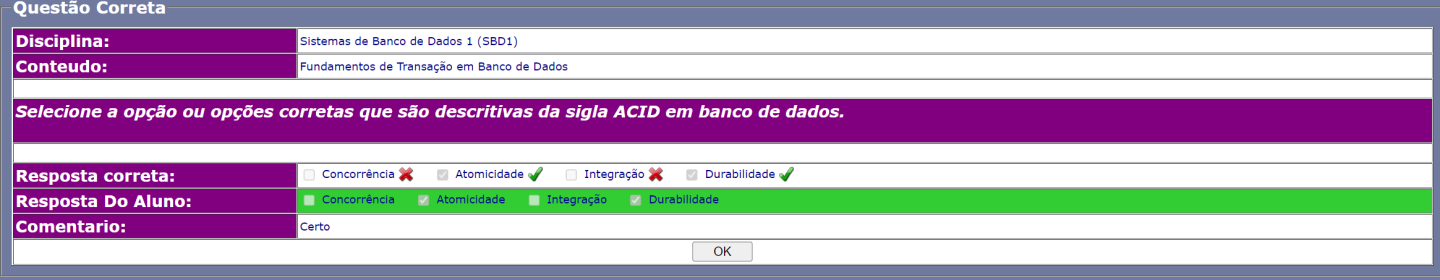 Questão Correta
Disciplina: Sistemas de Banco de Dados 1 (SBD1)
Conteudo: Fundamentos de Transação em Banco de Dados
Selecione a opção ou opções corretas que são descritivas da sigla ACID em banco de dados.
Resposta correta: Concorrência Atomicidade Integração Durabilidade
Resposta Do Aluno: Concorrência Atomicidade Integração Durabilidade
Comentario: Certo
OK